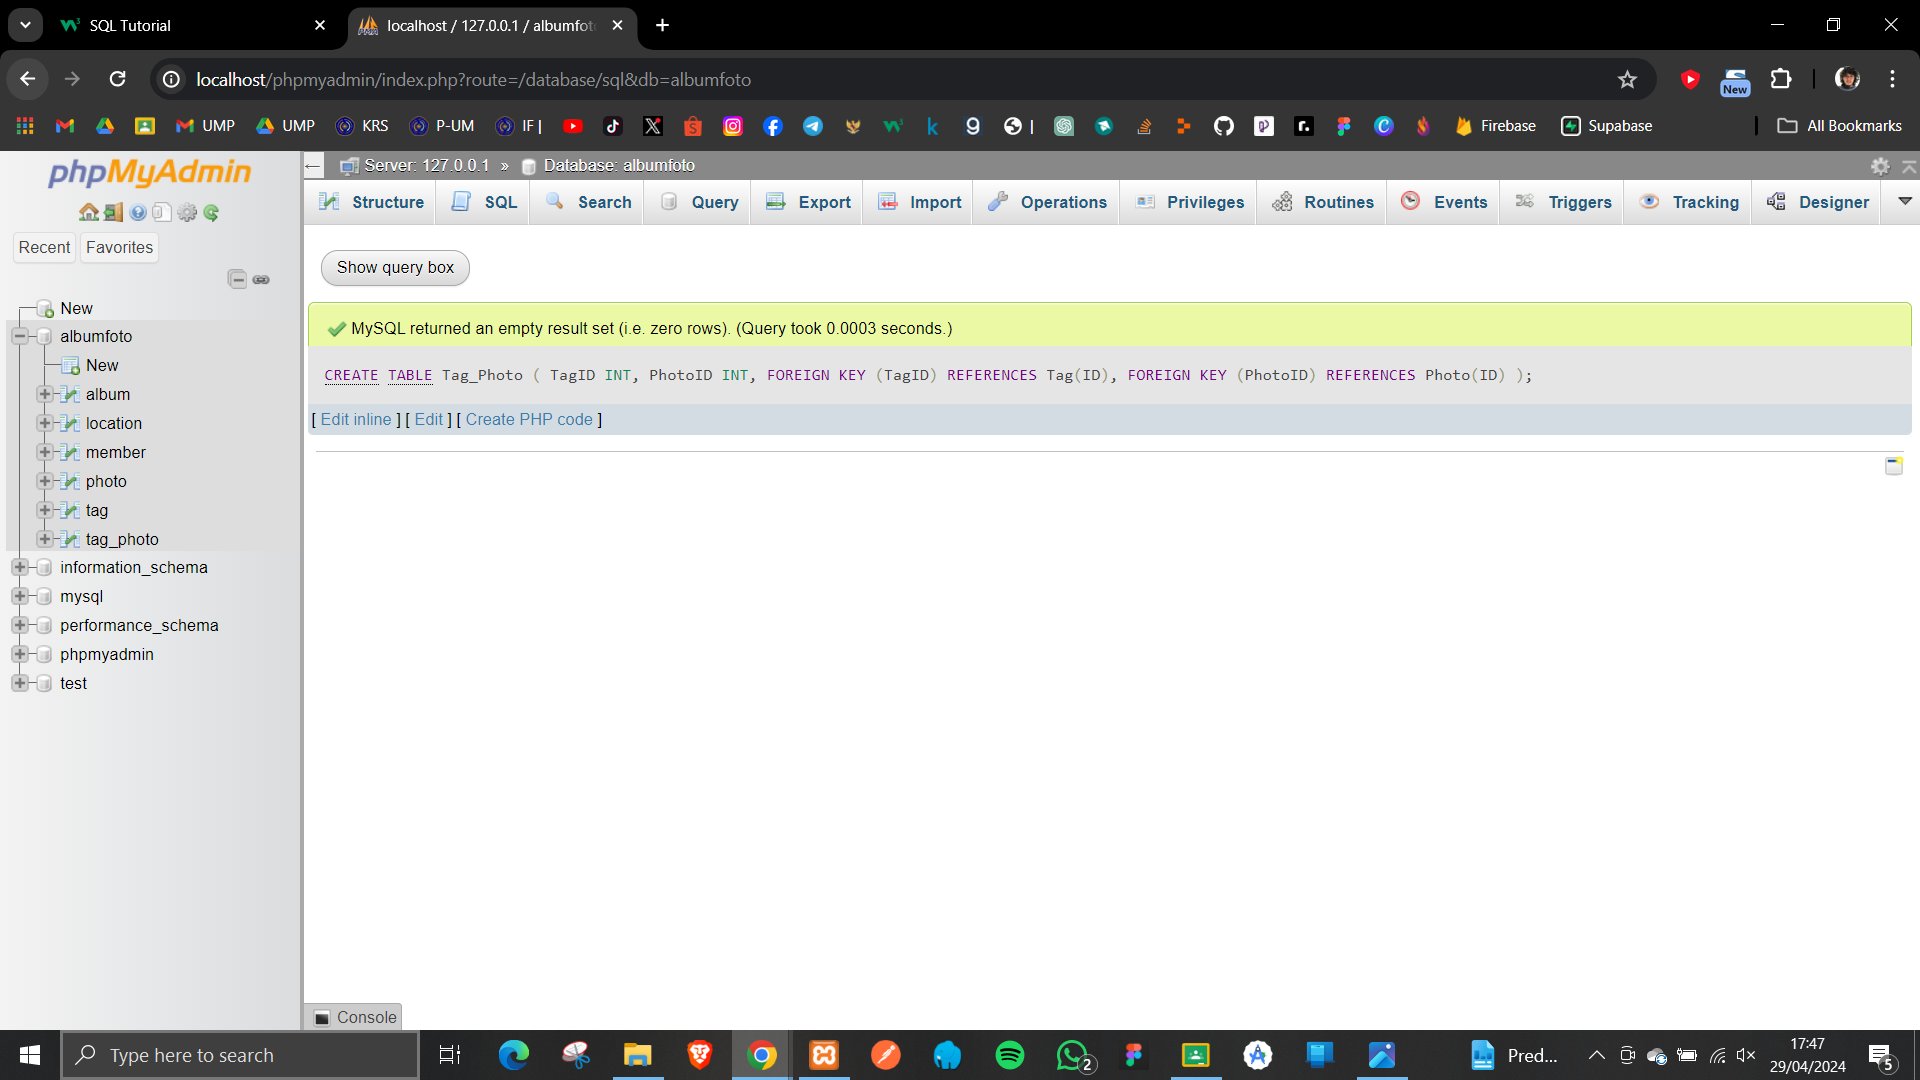 SQL Tutorial
localhost / 127.0.0.1 / albumfoto
localhost/phpmyadmin/index.php?route=/database/sql&db=albumfoto
New
UMP
UMP
KRS
P-UM
IF |
|
Firebase
Supabase
All Bookmarks
phpMyAdmin
Recent
Favorites
New
albumfoto
New
album
location
member
photo
tag
tag_photo
information_schema
mysql
performance_schema
phpmyadmin
test
Server: 127.0.0.1 » Database: albumfoto
Structure
SQL
Search
Query
Export
Import
Operations
Privileges
Routines
Events
Triggers
Tracking
Designer
Show query box
MySQL returned an empty result set (i.e. zero rows). (Query took 0.0003 seconds.)
CREATE TABLE Tag_Photo ( TagID INT, PhotoID INT, FOREIGN KEY (TagID) REFERENCES Tag(ID), FOREIGN KEY (PhotoID) REFERENCES Photo(ID) );
[ Edit inline ] [ Edit ] [ Create PHP code ]
Console
Type here to search
2
Pred...
17:47
29/04/2024
5